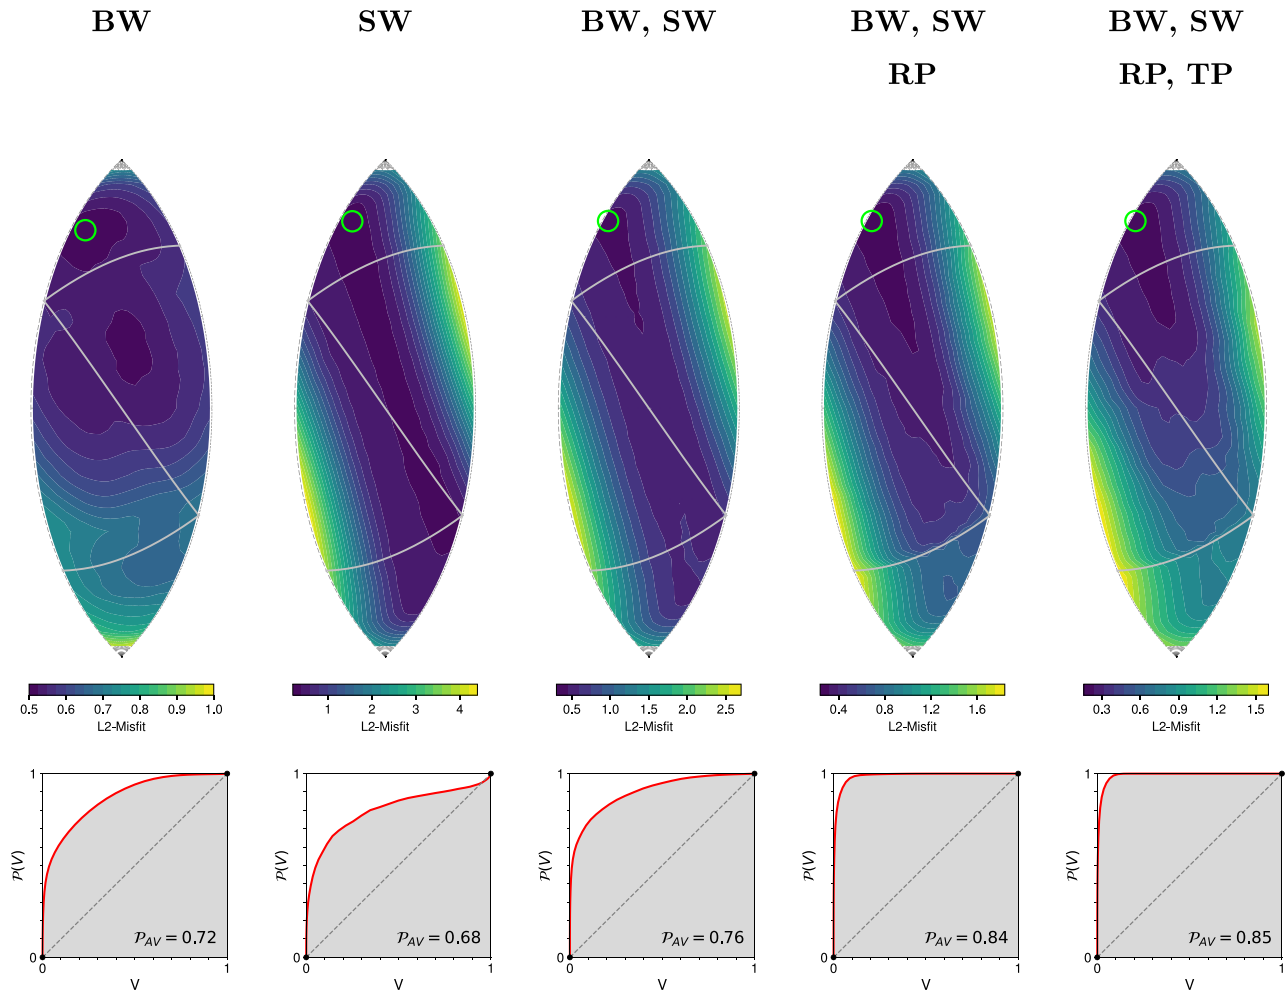 BW
SW
BW, SW
BW, SW
RP
BW, SW
RP, TP
0.5 0.6 0.7 0.8 0.9 1.0
L2-Misfit
1 2 3 4
L2-Misfit
0.5 1.0 1.5 2.0 2.5
L2-Misfit
0.4 0.8 1.2 1.6
L2-Misfit
0.3 0.6 0.9 1.2 1.5
L2-Misfit
1
𝒫(V)
𝒫_AV = 0.72
0
0 1
V
1
𝒫(V)
𝒫_AV = 0.68
0
0 1
V
1
𝒫(V)
𝒫_AV = 0.76
0
0 1
V
1
𝒫(V)
𝒫_AV = 0.84
0
0 1
V
1
𝒫(V)
𝒫_AV = 0.85
0
0 1
V